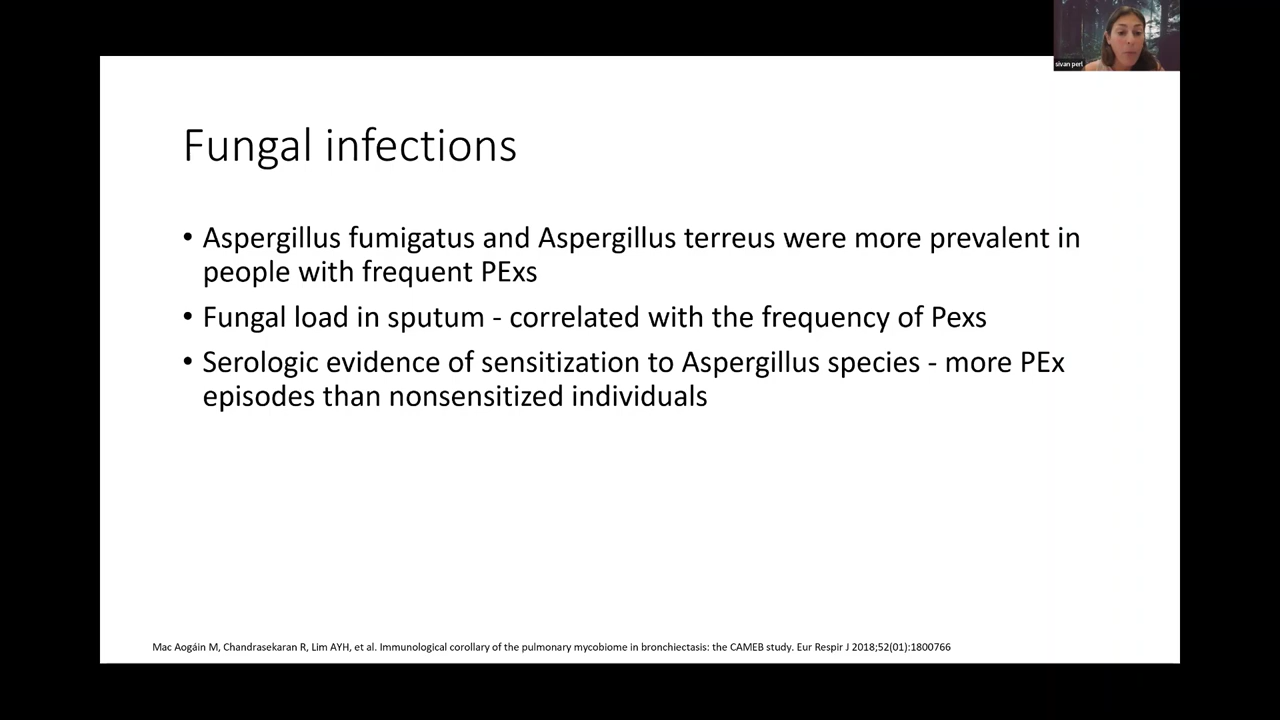 sivan perl
Fungal infections
• Aspergillus fumigatus and Aspergillus terreus were more prevalent in
people with frequent PExs
• Fungal load in sputum - correlated with the frequency of Pexs
• Serologic evidence of sensitization to Aspergillus species - more PEx
episodes than nonsensitized individuals
Mac Aogáin M, Chandrasekaran R, Lim AYH, et al. Immunological corollary of the pulmonary mycobiome in bronchiectasis: the CAMEB study. Eur Respir J 2018;52(01):1800766